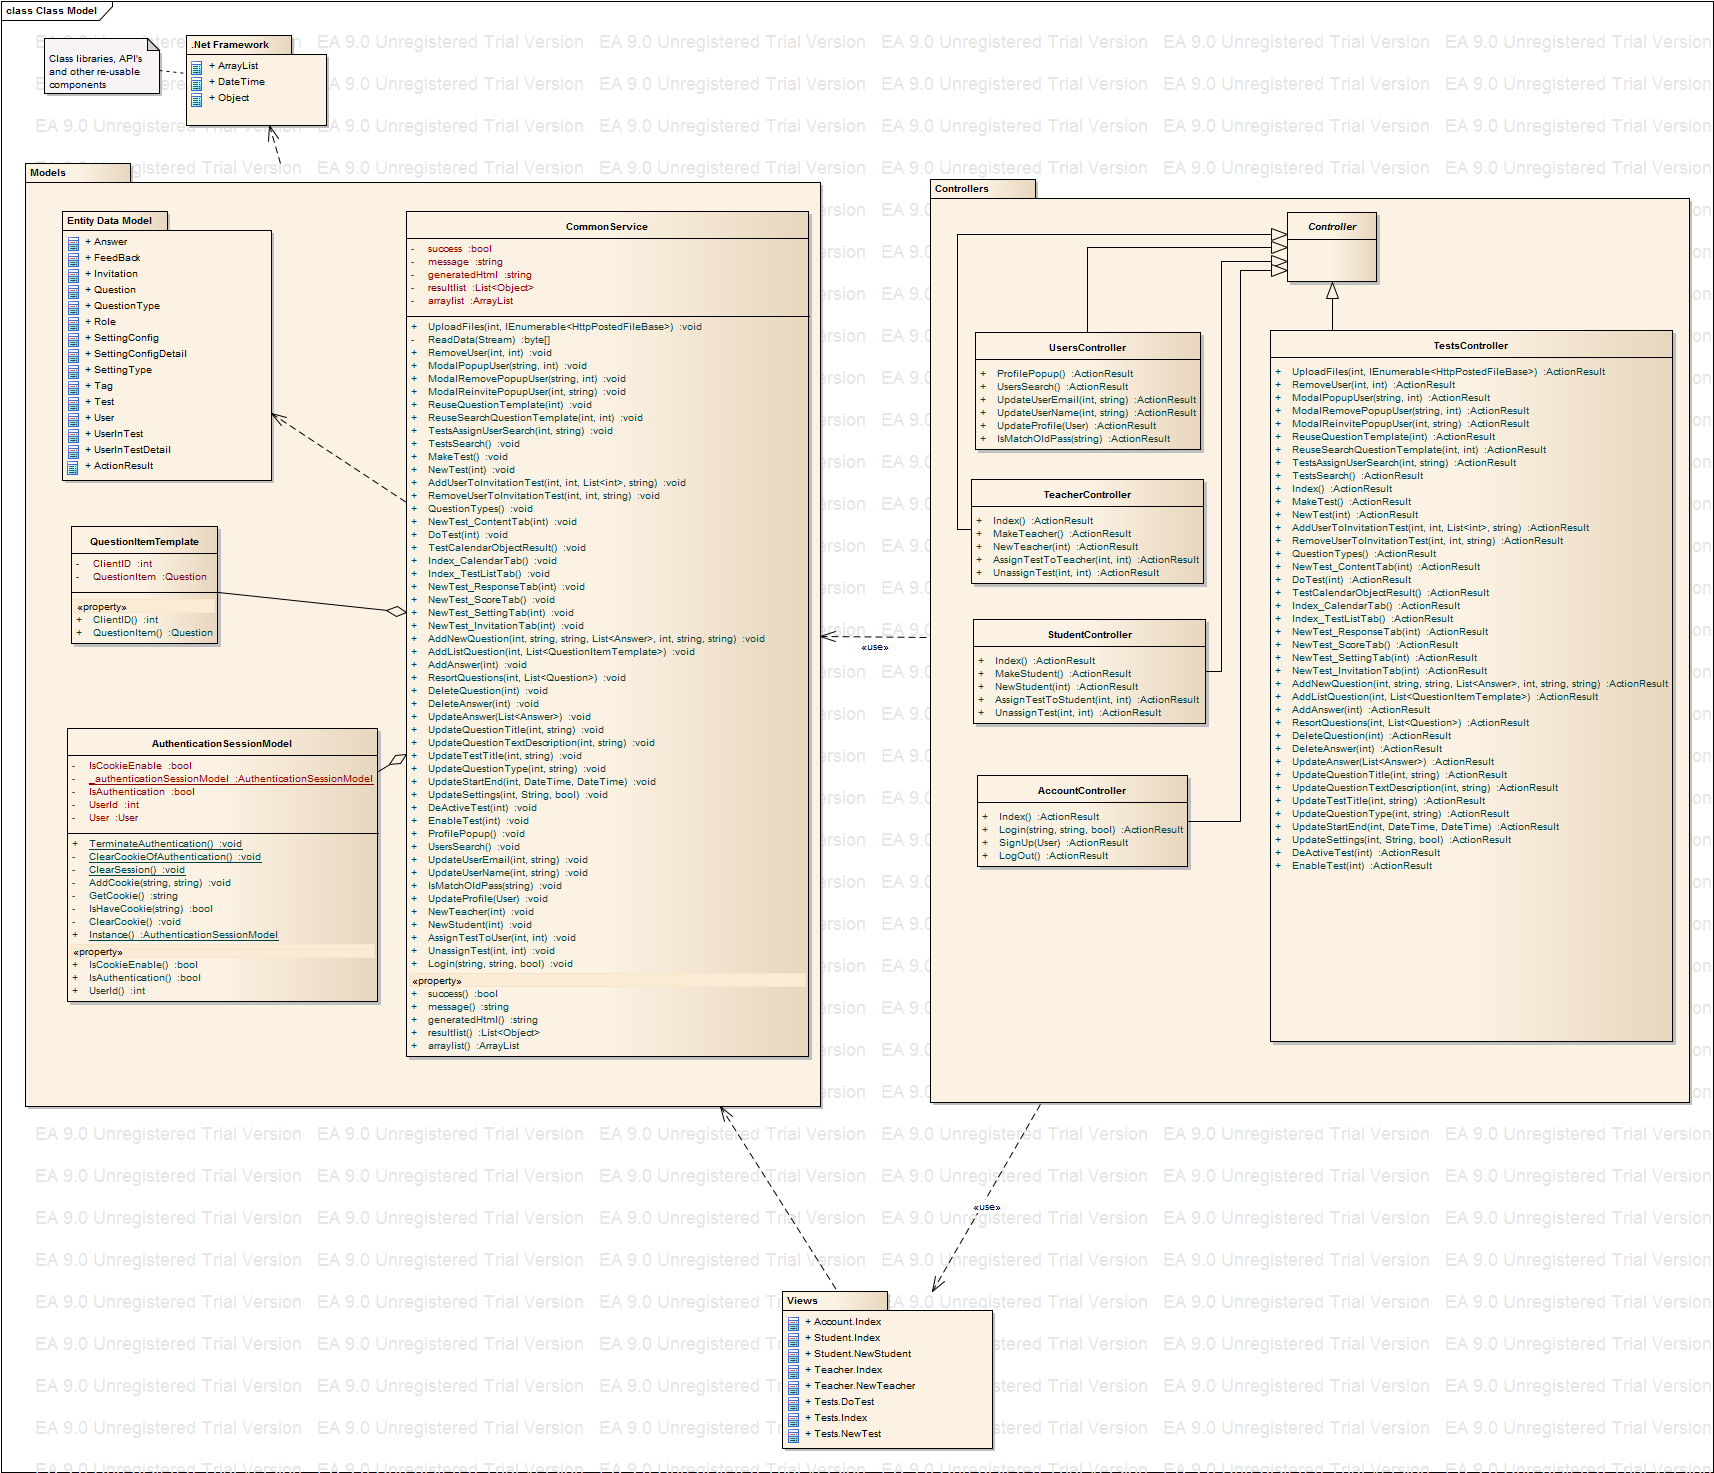 class Class Model
Class libraries, API's
and other re-usable
components
.Net Framework
+ ArrayList
+ DateTime
+ Object
Models
Entity Data Model
+ Answer
+ FeedBack
+ Invitation
+ Question
+ QuestionType
+ Role
+ SettingConfig
+ SettingConfigDetail
+ SettingType
+ Tag
+ Test
+ User
+ UserInTest
+ UserInTestDetail
+ ActionResult
QuestionItemTemplate
- ClientID :int
- QuestionItem :Question
«property»
+ ClientID() :int
+ QuestionItem() :Question
AuthenticationSessionModel
- IsCookieEnable :bool
- _authenticationSessionModel :AuthenticationSessionModel
- IsAuthentication :bool
- UserId :int
- User :User
+ TerminateAuthentication() :void
- ClearCookieOfAuthentication() :void
- ClearSession() :void
- AddCookie(string, string) :void
- GetCookie() :string
- IsHaveCookie(string) :bool
- ClearCookie() :void
+ Instance() :AuthenticationSessionModel
«property»
+ IsCookieEnable() :bool
+ IsAuthentication() :bool
+ UserId() :int
CommonService
- success :bool
- message :string
- generatedHtml :string
- resultlist :List<Object>
- arraylist :ArrayList
+ UploadFiles(int, IEnumerable<HttpPostedFileBase>) :void
- ReadData(Stream) :byte[]
+ RemoveUser(int, int) :void
+ ModalPopupUser(string, int) :void
+ ModalRemovePopupUser(string, int) :void
+ ModalReinvitePopupUser(string, int) :void
+ ReuseQuestionTemplate(int) :void
+ ReuseSearchQuestionTemplate(int, int) :void
+ TestsAssignUserSearch(int, string) :void
+ TestsSearch() :void
+ MakeTest() :void
+ NewTest(int) :void
+ AddUserToInvitationTest(int, int, List<int>, string) :void
+ RemoveUserToInvitationTest(int, int, string) :void
+ QuestionTypes() :void
+ NewTest_ContentTab(int) :void
+ DoTest(int) :void
+ TestCalendarObjectResult() :void
+ Index_CalendarTab() :void
+ Index_TestListTab() :void
+ NewTest_ResponseTab(int) :void
+ NewTest_ScoreTab() :void
+ NewTest_SettingTab(int) :void
+ NewTest_InvitationTab(int) :void
+ AddNewQuestion(int, string, string, List<Answer>, int, string, string) :void
+ AddListQuestion(int, List<QuestionItemTemplate>) :void
+ AddAnswer(int) :void
+ ResortQuestions(int, List<Question>) :void
+ DeleteQuestion(int) :void
+ DeleteAnswer(int) :void
+ UpdateAnswer(List<Answer>) :void
+ UpdateQuestionTitle(int, string) :void
+ UpdateQuestionTextDescription(int, string) :void
+ UpdateTestTitle(int, string) :void
+ UpdateQuestionType(int, string) :void
+ UpdateStartEnd(int, DateTime, DateTime) :void
+ UpdateSettings(int, String, bool) :void
+ DeActiveTest(int) :void
+ EnableTest(int) :void
+ ProfilePopup() :void
+ UsersSearch() :void
+ UpdateUserEmail(int, string) :void
+ UpdateUserName(int, string) :void
+ IsMatchOldPass(string) :void
+ UpdateProfile(User) :void
+ NewTeacher(int) :void
+ NewStudent(int) :void
+ AssignTestToUser(int, int) :void
+ UnassignTest(int, int) :void
+ Login(string, string, bool) :void
«property»
+ success() :bool
+ message() :string
+ generatedHtml() :string
+ resultlist() :List<Object>
+ arraylist() :ArrayList
«use»
Controllers
Controller
UsersController
+ ProfilePopup() :ActionResult
+ UsersSearch() :ActionResult
+ UpdateUserEmail(int, string) :ActionResult
+ UpdateUserName(int, string) :ActionResult
+ UpdateProfile(User) :ActionResult
+ IsMatchOldPass(string) :ActionResult
TeacherController
+ Index() :ActionResult
+ MakeTeacher() :ActionResult
+ NewTeacher(int) :ActionResult
+ AssignTestToTeacher(int, int) :ActionResult
+ UnassignTest(int, int) :ActionResult
StudentController
+ Index() :ActionResult
+ MakeStudent() :ActionResult
+ NewStudent(int) :ActionResult
+ AssignTestToStudent(int, int) :ActionResult
+ UnassignTest(int, int) :ActionResult
AccountController
+ Index() :ActionResult
+ Login(string, string, bool) :ActionResult
+ SignUp(User) :ActionResult
+ LogOut() :ActionResult
TestsController
+ UploadFiles(int, IEnumerable<HttpPostedFileBase>) :ActionResult
+ RemoveUser(int, int) :ActionResult
+ ModalPopupUser(string, int) :ActionResult
+ ModalRemovePopupUser(string, int) :ActionResult
+ ModalReinvitePopupUser(string, int) :ActionResult
+ ReuseQuestionTemplate(int) :ActionResult
+ ReuseSearchQuestionTemplate(int, int) :ActionResult
+ TestsAssignUserSearch(int, string) :ActionResult
+ TestsSearch() :ActionResult
+ Index() :ActionResult
+ MakeTest() :ActionResult
+ NewTest(int) :ActionResult
+ AddUserToInvitationTest(int, int, List<int>, string) :ActionResult
+ RemoveUserToInvitationTest(int, int, string) :ActionResult
+ QuestionTypes() :ActionResult
+ NewTest_ContentTab(int) :ActionResult
+ DoTest(int) :ActionResult
+ TestCalendarObjectResult() :ActionResult
+ Index_CalendarTab() :ActionResult
+ Index_TestListTab() :ActionResult
+ NewTest_ResponseTab(int) :ActionResult
+ NewTest_ScoreTab() :ActionResult
+ NewTest_SettingTab(int) :ActionResult
+ NewTest_InvitationTab(int) :ActionResult
+ AddNewQuestion(int, string, string, List<Answer>, int, string, string) :ActionResult
+ AddListQuestion(int, List<QuestionItemTemplate>) :ActionResult
+ AddAnswer(int) :ActionResult
+ ResortQuestions(int, List<Question>) :ActionResult
+ DeleteQuestion(int) :ActionResult
+ DeleteAnswer(int) :ActionResult
+ UpdateAnswer(List<Answer>) :ActionResult
+ UpdateQuestionTitle(int, string) :ActionResult
+ UpdateQuestionTextDescription(int, string) :ActionResult
+ UpdateTestTitle(int, string) :ActionResult
+ UpdateQuestionType(int, string) :ActionResult
+ UpdateStartEnd(int, DateTime, DateTime) :ActionResult
+ UpdateSettings(int, String, bool) :ActionResult
+ DeActiveTest(int) :ActionResult
+ EnableTest(int) :ActionResult
«use»
Views
+ Account.Index
+ Student.Index
+ Student.NewStudent
+ Teacher.Index
+ Teacher.NewTeacher
+ Tests.DoTest
+ Tests.Index
+ Tests.NewTest
EA 9.0 Unregistered Trial Version